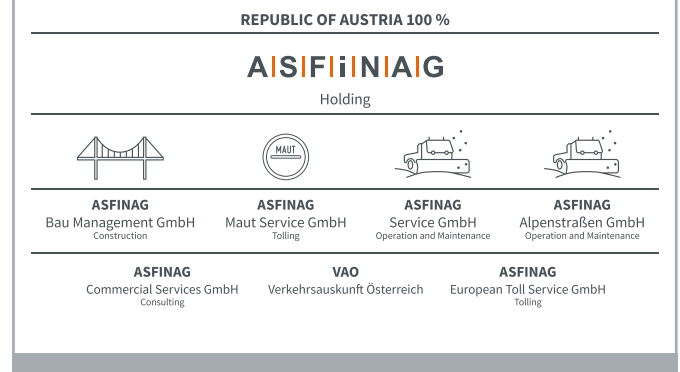 REPUBLIC OF AUSTRIA 100 %
ASFiNAG
Holding
MAUT
ASFINAG
Bau Management GmbH
Construction
ASFINAG
Maut Service GmbH
Tolling
ASFINAG
Service GmbH
Operation and Maintenance
ASFINAG
Alpenstraßen GmbH
Operation and Maintenance
ASFINAG
Commercial Services GmbH
Consulting
VAO
Verkehrsauskunft Österreich
ASFINAG
European Toll Service GmbH
Tolling